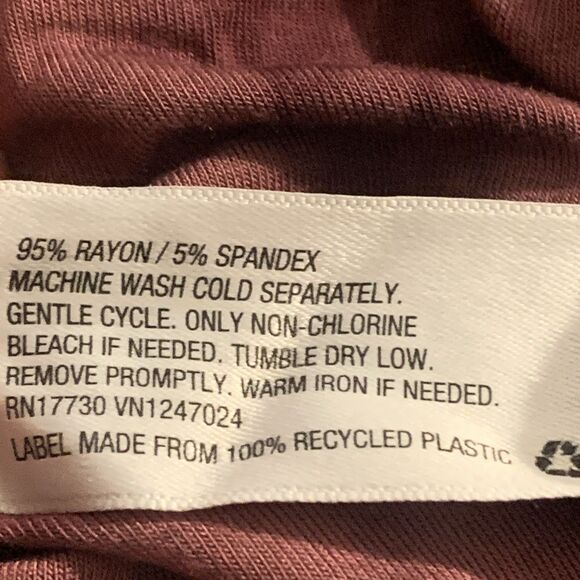 95% RAYON / 5% SPANDEX
MACHINE WASH COLD SEPARATELY.
GENTLE CYCLE. ONLY NON-CHLORINE
BLEACH IF NEEDED. TUMBLE DRY LOW.
REMOVE PROMPTLY. WARM IRON IF NEEDED.
RN17730 VN1247024
LABEL MADE FROM 100% RECYCLED PLASTIC